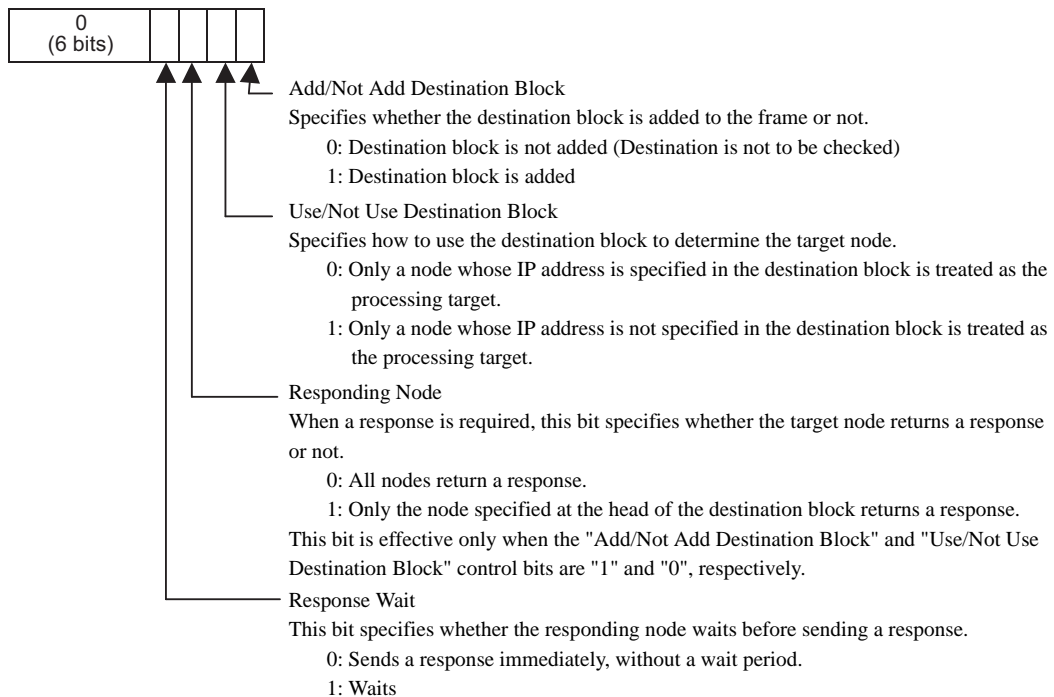 0
(6 bits)
Add/Not Add Destination Block
Specifies whether the destination block is added to the frame or not.
0: Destination block is not added (Destination is not to be checked)
1: Destination block is added
Use/Not Use Destination Block
Specifies how to use the destination block to determine the target node.
0: Only a node whose IP address is specified in the destination block is treated as the
processing target.
1: Only a node whose IP address is not specified in the destination block is treated as
the processing target.
Responding Node
When a response is required, this bit specifies whether the target node returns a response
or not.
0: All nodes return a response.
1: Only the node specified at the head of the destination block returns a response.
This bit is effective only when the "Add/Not Add Destination Block" and "Use/Not Use
Destination Block" control bits are "1" and "0", respectively.
Response Wait
This bit specifies whether the responding node waits before sending a response.
0: Sends a response immediately, without a wait period.
1: Waits